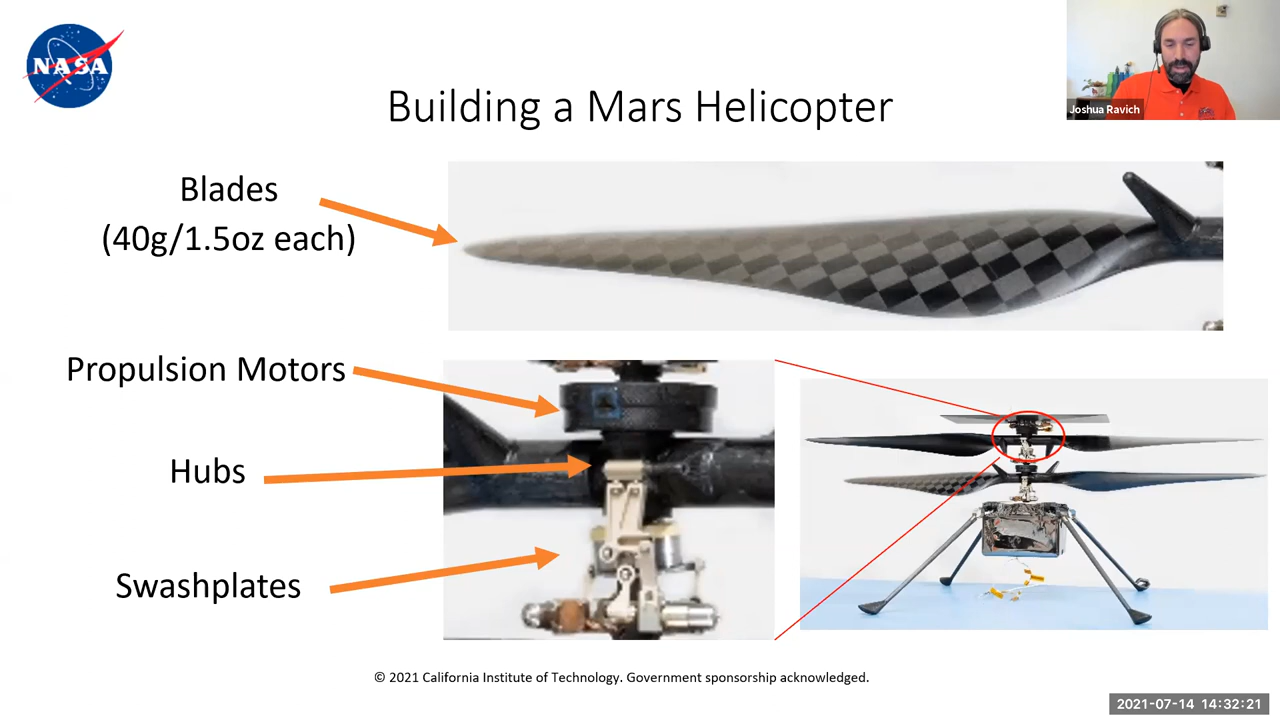 NASA
Joshua Ravich
Building a Mars Helicopter
Blades
(40g/1.5oz each)
Propulsion Motors
Hubs
Swashplates
© 2021 California Institute of Technology. Government sponsorship acknowledged.
2021-07-14 14:32:21